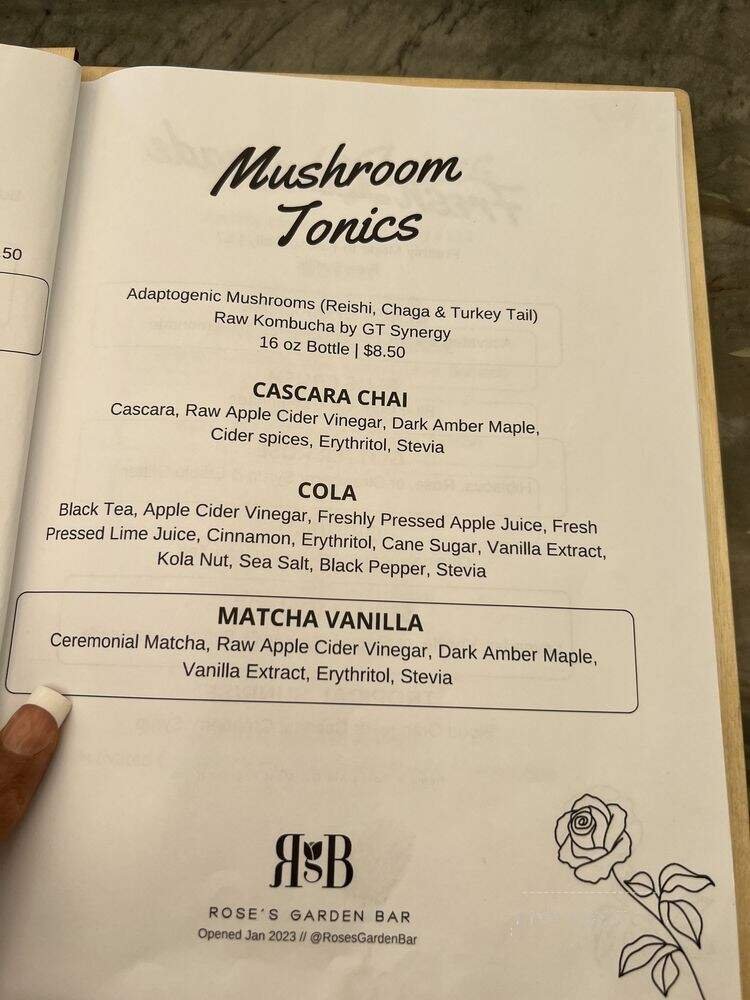 .50
Mushroom
Tonics
Adaptogenic Mushrooms (Reishi, Chaga & Turkey Tail)
Raw Kombucha by GT Synergy
16 oz Bottle | $8.50
CASCARA CHAI
Cascara, Raw Apple Cider Vinegar, Dark Amber Maple,
Cider spices, Erythritol, Stevia
COLA
Black Tea, Apple Cider Vinegar, Freshly Pressed Apple Juice, Fresh
Pressed Lime Juice, Cinnamon, Erythritol, Cane Sugar, Vanilla Extract,
Kola Nut, Sea Salt, Black Pepper, Stevia
MATCHA VANILLA
Ceremonial Matcha, Raw Apple Cider Vinegar, Dark Amber Maple,
Vanilla Extract, Erythritol, Stevia
RgB
ROSE'S GARDEN BAR
Opened Jan 2023 // @RosesGardenBar